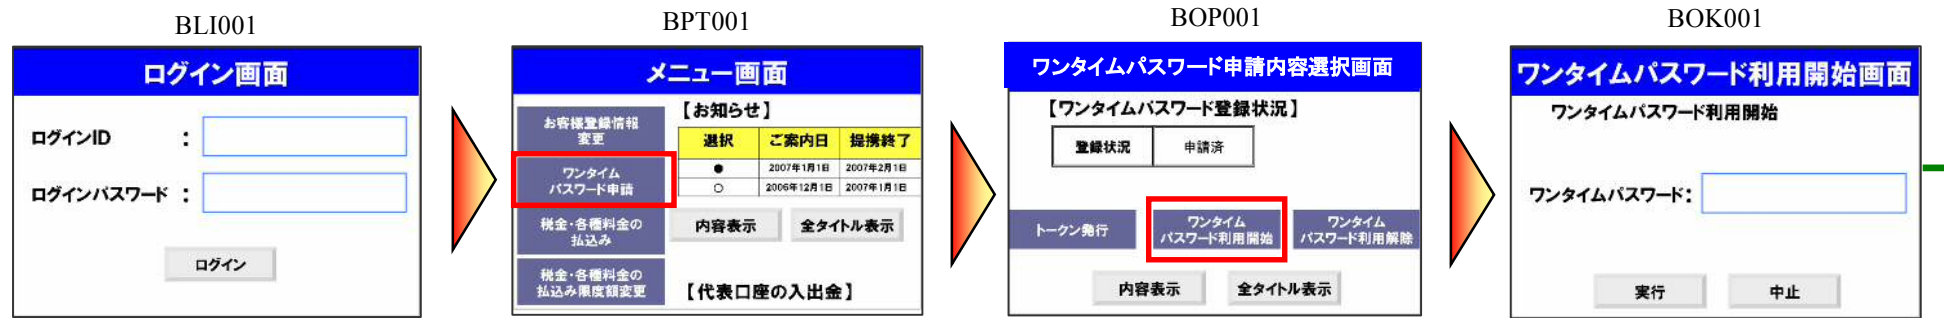 BLI001
ログイン画面
ログインID :
ログインパスワード :
ログイン
BPT001
メニュー画面
お客様登録情報
変更
ワンタイム
パスワード申請
税金・各種料金の
払込み
税金・各種料金の
払込み限度額変更
【お知らせ】
選択 ご案内日 提携終了
● 2007年1月1日 2007年2月1日
○ 2006年12月1日 2007年1月1日
内容表示 全タイトル表示
【代表口座の入出金】
BOP001
ワンタイムパスワード申請内容選択画面
【ワンタイムパスワード登録状況】
登録状況 申請済
トークン発行
ワンタイム
パスワード利用開始
ワンタイム
パスワード利用解除
内容表示 全タイトル表示
BOK001
ワンタイムパスワード利用開始画面
ワンタイムパスワード利用開始
ワンタイムパスワード:
実行 中止